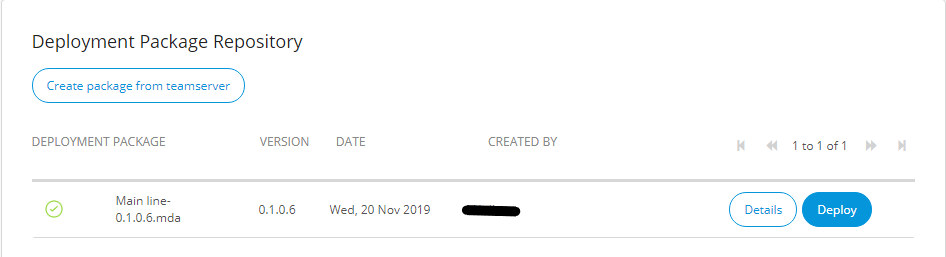 Deployment Package Repository
Create package from teamserver
DEPLOYMENT PACKAGE VERSION DATE CREATED BY 1 to 1 of 1
Main line-
0.1.0.6.mda 0.1.0.6 Wed, 20 Nov 2019 Details Deploy